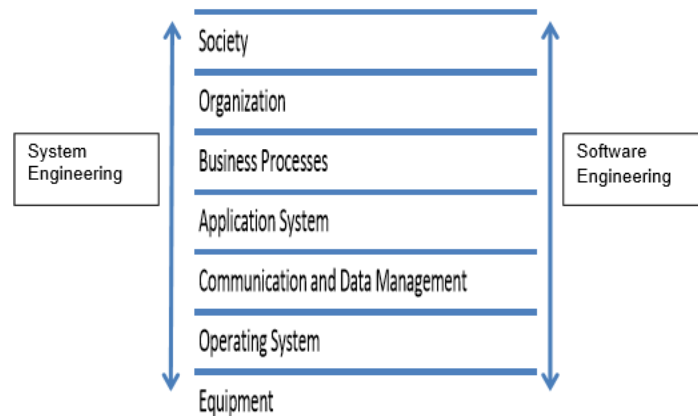 Society
Organization
System
Engineering
Business Processes
Software
Engineering
Application System
Communication and Data Management
Operating System
Equipment